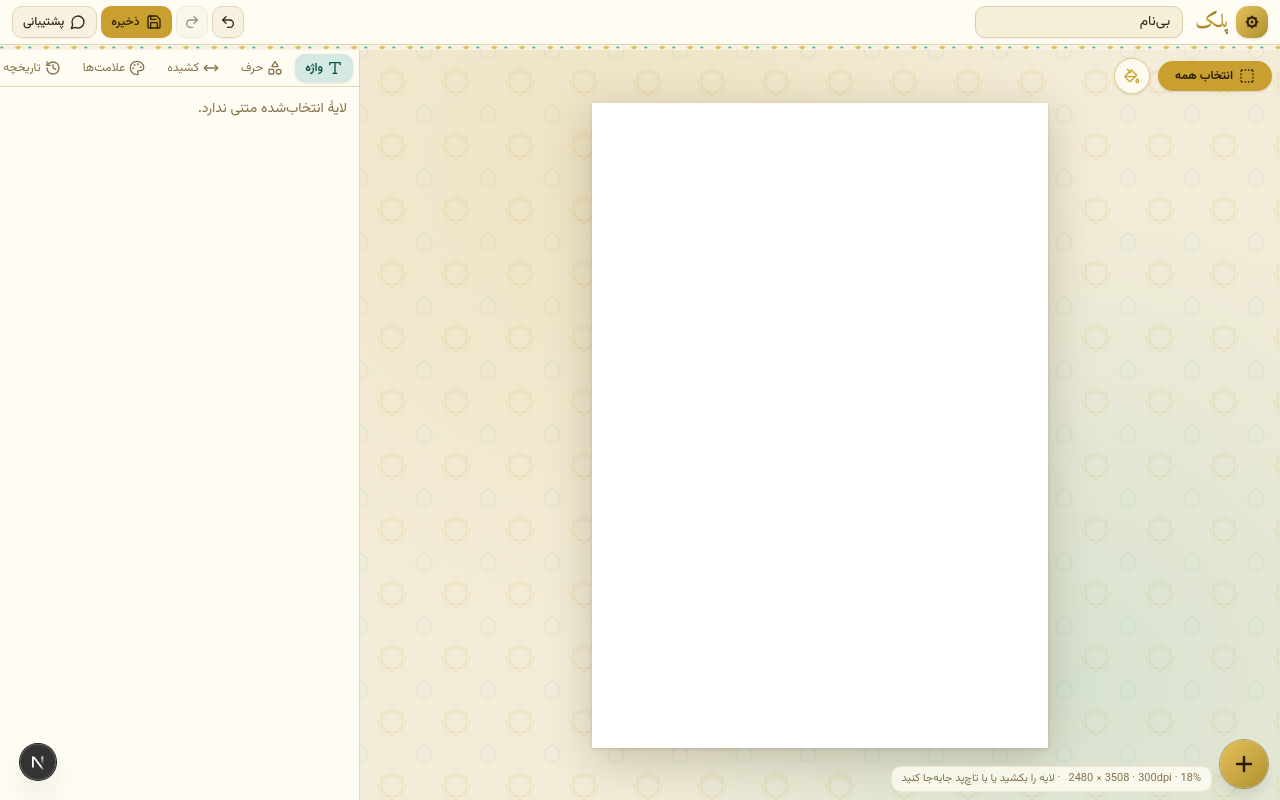 پلک
بی‌نام
ذخیره
پشتیبانی
انتخاب همه
واژه
حرف
کشیده
علامت‌ها
تاریخچه
لایهٔ انتخاب‌شده متنی ندارد.
2480 × 3508 · 300dpi · 18% · لایه را بکشید یا با تاچ‌پد جابه‌جا کنید
N